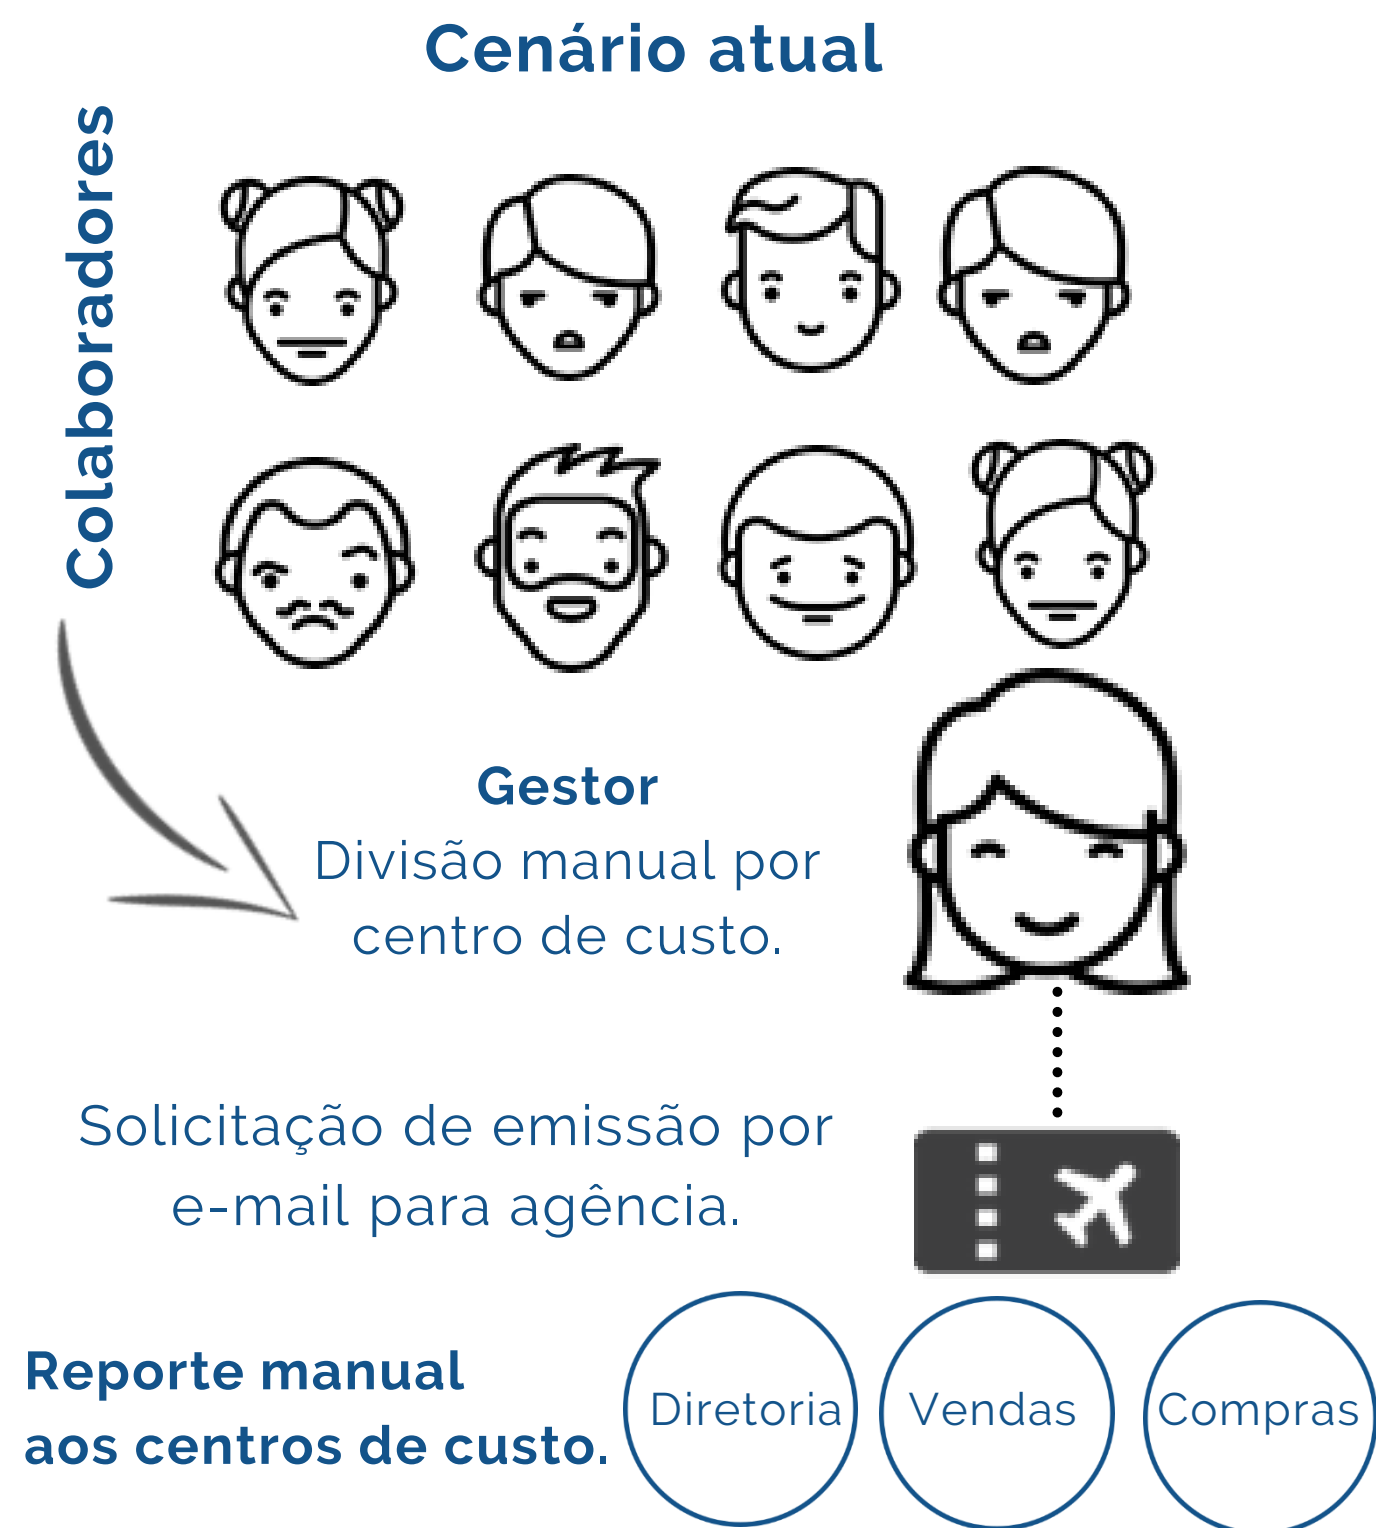 Cenário atual
Colaboradores
Gestor
Divisão manual por
centro de custo.
Solicitação de emissão por
e-mail para agência.
Reporte manual
aos centros de custo.
Diretoria
Vendas
Compras